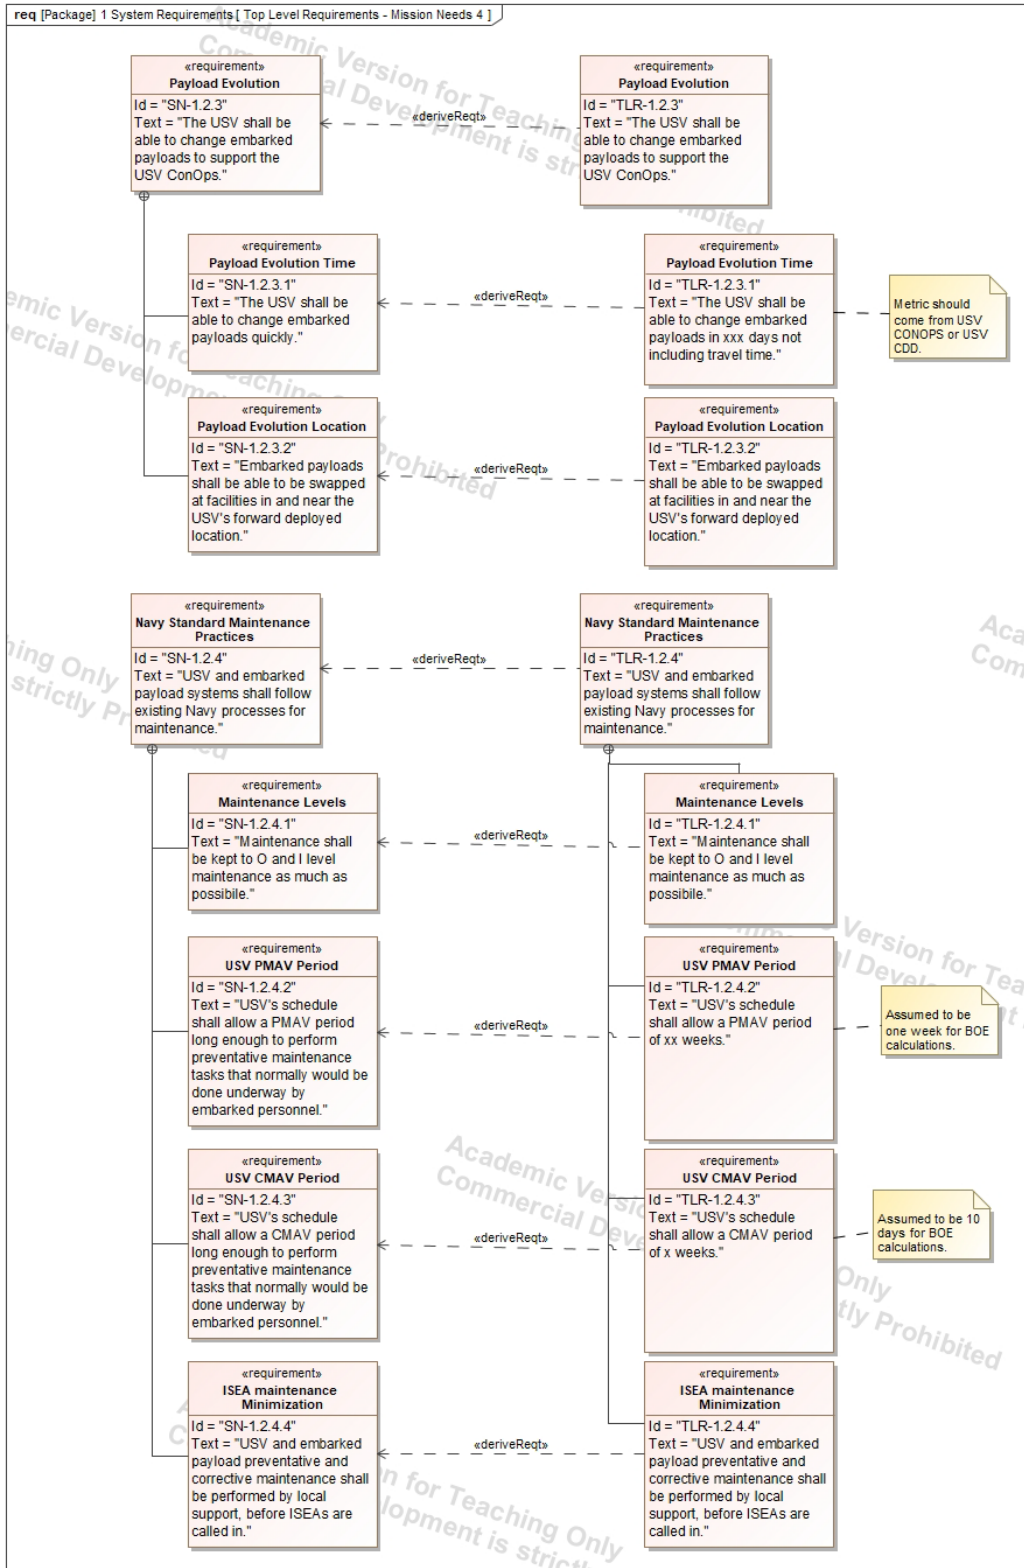 req [Package] 1 System Requirements [ Top Level Requirements - Mission Needs 4 ]
«requirement»
Payload Evolution
Id = "SN-1.2.3"
Text = "The USV shall be
able to change embarked
payloads to support the
USV ConOps."
«deriveReqt»
«requirement»
Payload Evolution
Id = "TLR-1.2.3"
Text = "The USV shall be
able to change embarked
payloads to support the
USV ConOps."
«requirement»
Payload Evolution Time
Id = "SN-1.2.3.1"
Text = "The USV shall be
able to change embarked
payloads quickly."
«deriveReqt»
«requirement»
Payload Evolution Time
Id = "TLR-1.2.3.1"
Text = "The USV shall be
able to change embarked
payloads in xxx days not
including travel time."
Metric should
come from USV
CONOPS or USV
CDD.
«requirement»
Payload Evolution Location
Id = "SN-1.2.3.2"
Text = "Embarked payloads
shall be able to be swapped
at facilities in and near the
USV's forward deployed
location."
«deriveReqt»
«requirement»
Payload Evolution Location
Id = "TLR-1.2.3.2"
Text = "Embarked payloads
shall be able to be swapped
at facilities in and near the
USV's forward deployed
location."
«requirement»
Navy Standard Maintenance
Practices
Id = "SN-1.2.4"
Text = "USV and embarked
payload systems shall follow
existing Navy processes for
maintenance."
«deriveReqt»
«requirement»
Navy Standard Maintenance
Practices
Id = "TLR-1.2.4"
Text = "USV and embarked
payload systems shall follow
existing Navy processes for
maintenance."
«requirement»
Maintenance Levels
Id = "SN-1.2.4.1"
Text = "Maintenance shall
be kept to O and I level
maintenance as much as
possibile."
«deriveReqt»
«requirement»
Maintenance Levels
Id = "TLR-1.2.4.1"
Text = "Maintenance shall
be kept to O and I level
maintenance as much as
possibile."
«requirement»
USV PMAV Period
Id = "SN-1.2.4.2"
Text = "USV's schedule
shall allow a PMAV period
long enough to perform
preventative maintenance
tasks that normally would be
done underway by
embarked personnel."
«deriveReqt»
«requirement»
USV PMAV Period
Id = "TLR-1.2.4.2"
Text = "USV's schedule
shall allow a PMAV period
of xx weeks."
Assumed to be
one week for BOE
calculations.
«requirement»
USV CMAV Period
Id = "SN-1.2.4.3"
Text = "USV's schedule
shall allow a CMAV period
long enough to perform
preventative maintenance
tasks that normally would be
done underway by
embarked personnel."
«deriveReqt»
«requirement»
USV CMAV Period
Id = "TLR-1.2.4.3"
Text = "USV's schedule
shall allow a CMAV period
of x weeks."
Assumed to be 10
days for BOE
calculations.
«requirement»
ISEA maintenance
Minimization
Id = "SN-1.2.4.4"
Text = "USV and embarked
payload preventative and
corrective maintenance shall
be performed by local
support, before ISEAs are
called in."
«deriveReqt»
«requirement»
ISEA maintenance
Minimization
Id = "TLR-1.2.4.4"
Text = "USV and embarked
payload preventative and
corrective maintenance shall
be performed by local
support, before ISEAs are
called in."